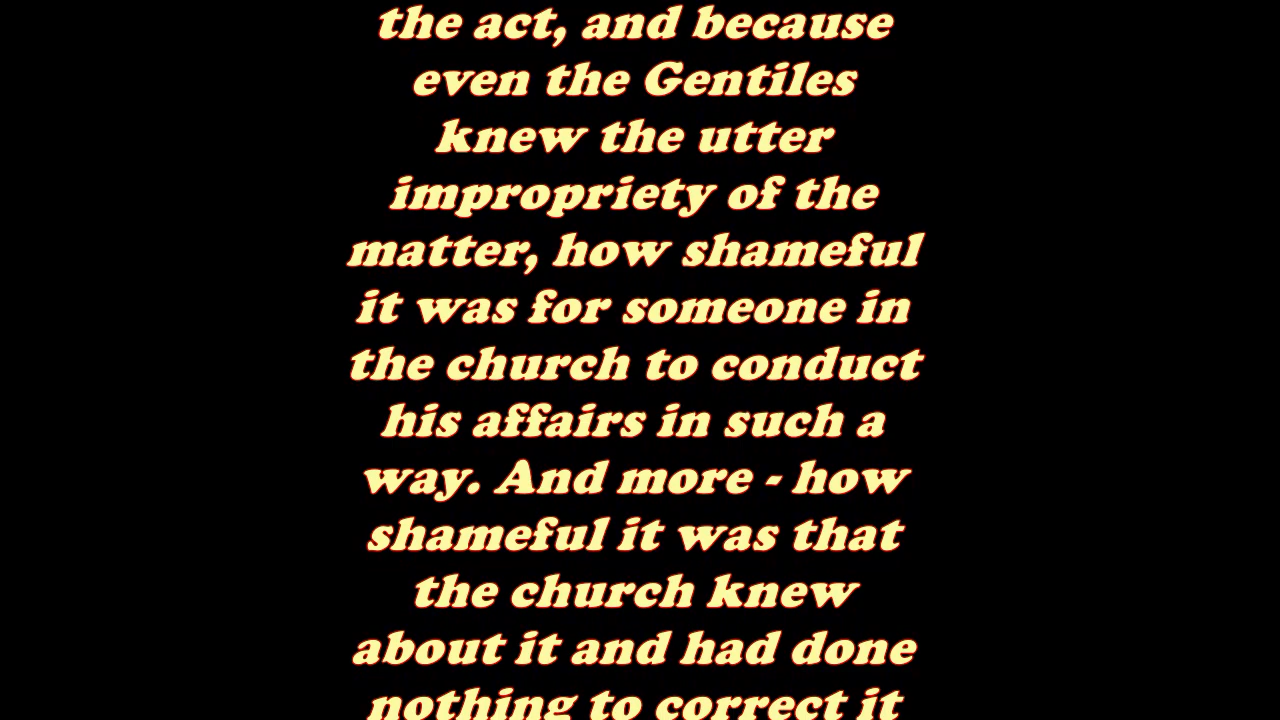 the act, and because
even the Gentiles
knew the utter
impropriety of the
matter, how shameful
it was for someone in
the church to conduct
his affairs in such a
way. And more - how
shameful it was that
the church knew
about it and had done
nothing to correct it